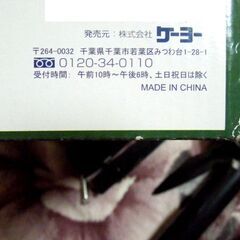 発売元:株式会社ケーヨー
〒264-0032 千葉県千葉市若葉区みつわ台1-28-1
0120-34-0110
受付時間:午前10時〜午後6時、土日祝日は除く
MADE IN CHINA